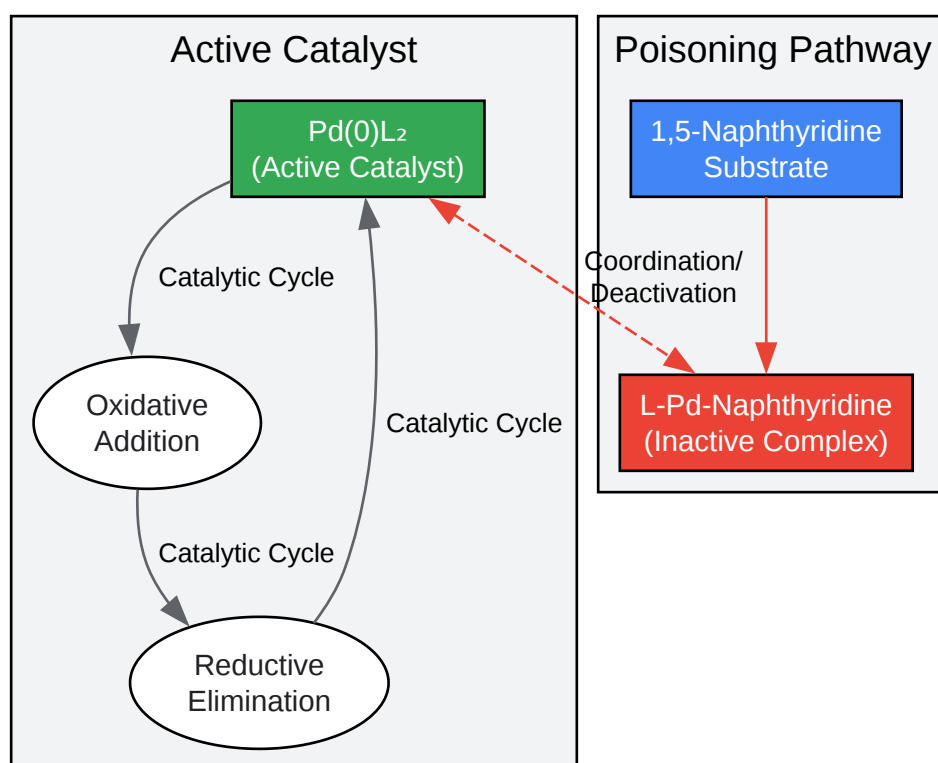 Active Catalyst
Pd(0)L₂
(Active Catalyst)
Catalytic Cycle
Oxidative
Addition
Catalytic Cycle
Catalytic Cycle
Reductive
Elimination
Poisoning Pathway
1,5-Naphthyridine
Substrate
Coordination/
Deactivation
L-Pd-Naphthyridine
(Inactive Complex)